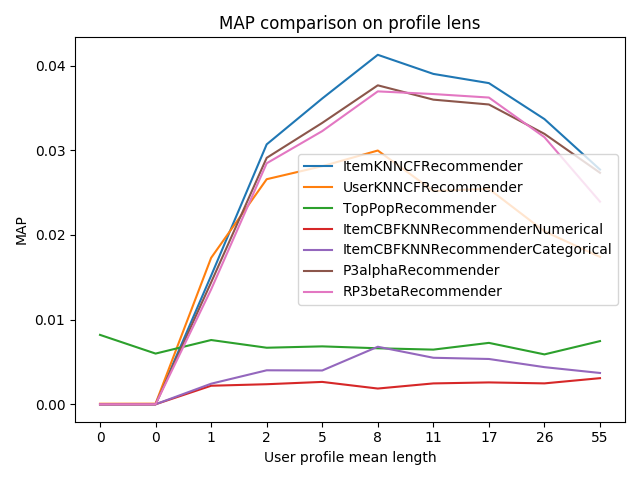 MAP comparison on profile lens
MAP
0.04
0.03
0.02
0.01
0.00
ItemKNNCFRecommender
UserKNNCFRecommender
TopPopRecommender
ItemCBFKNNRecommenderNumerical
ItemCBFKNNRecommenderCategorical
P3alphaRecommender
RP3betaRecommender
0 0 1 2 5 8 11 17 26 55
User profile mean length